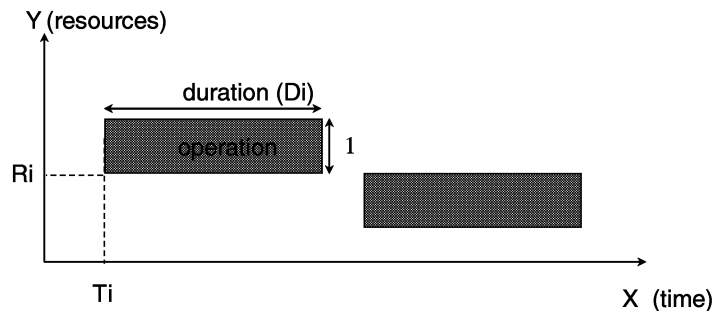 Y (resources)
duration (Di)
operation
1
Ri
Ti
X (time)